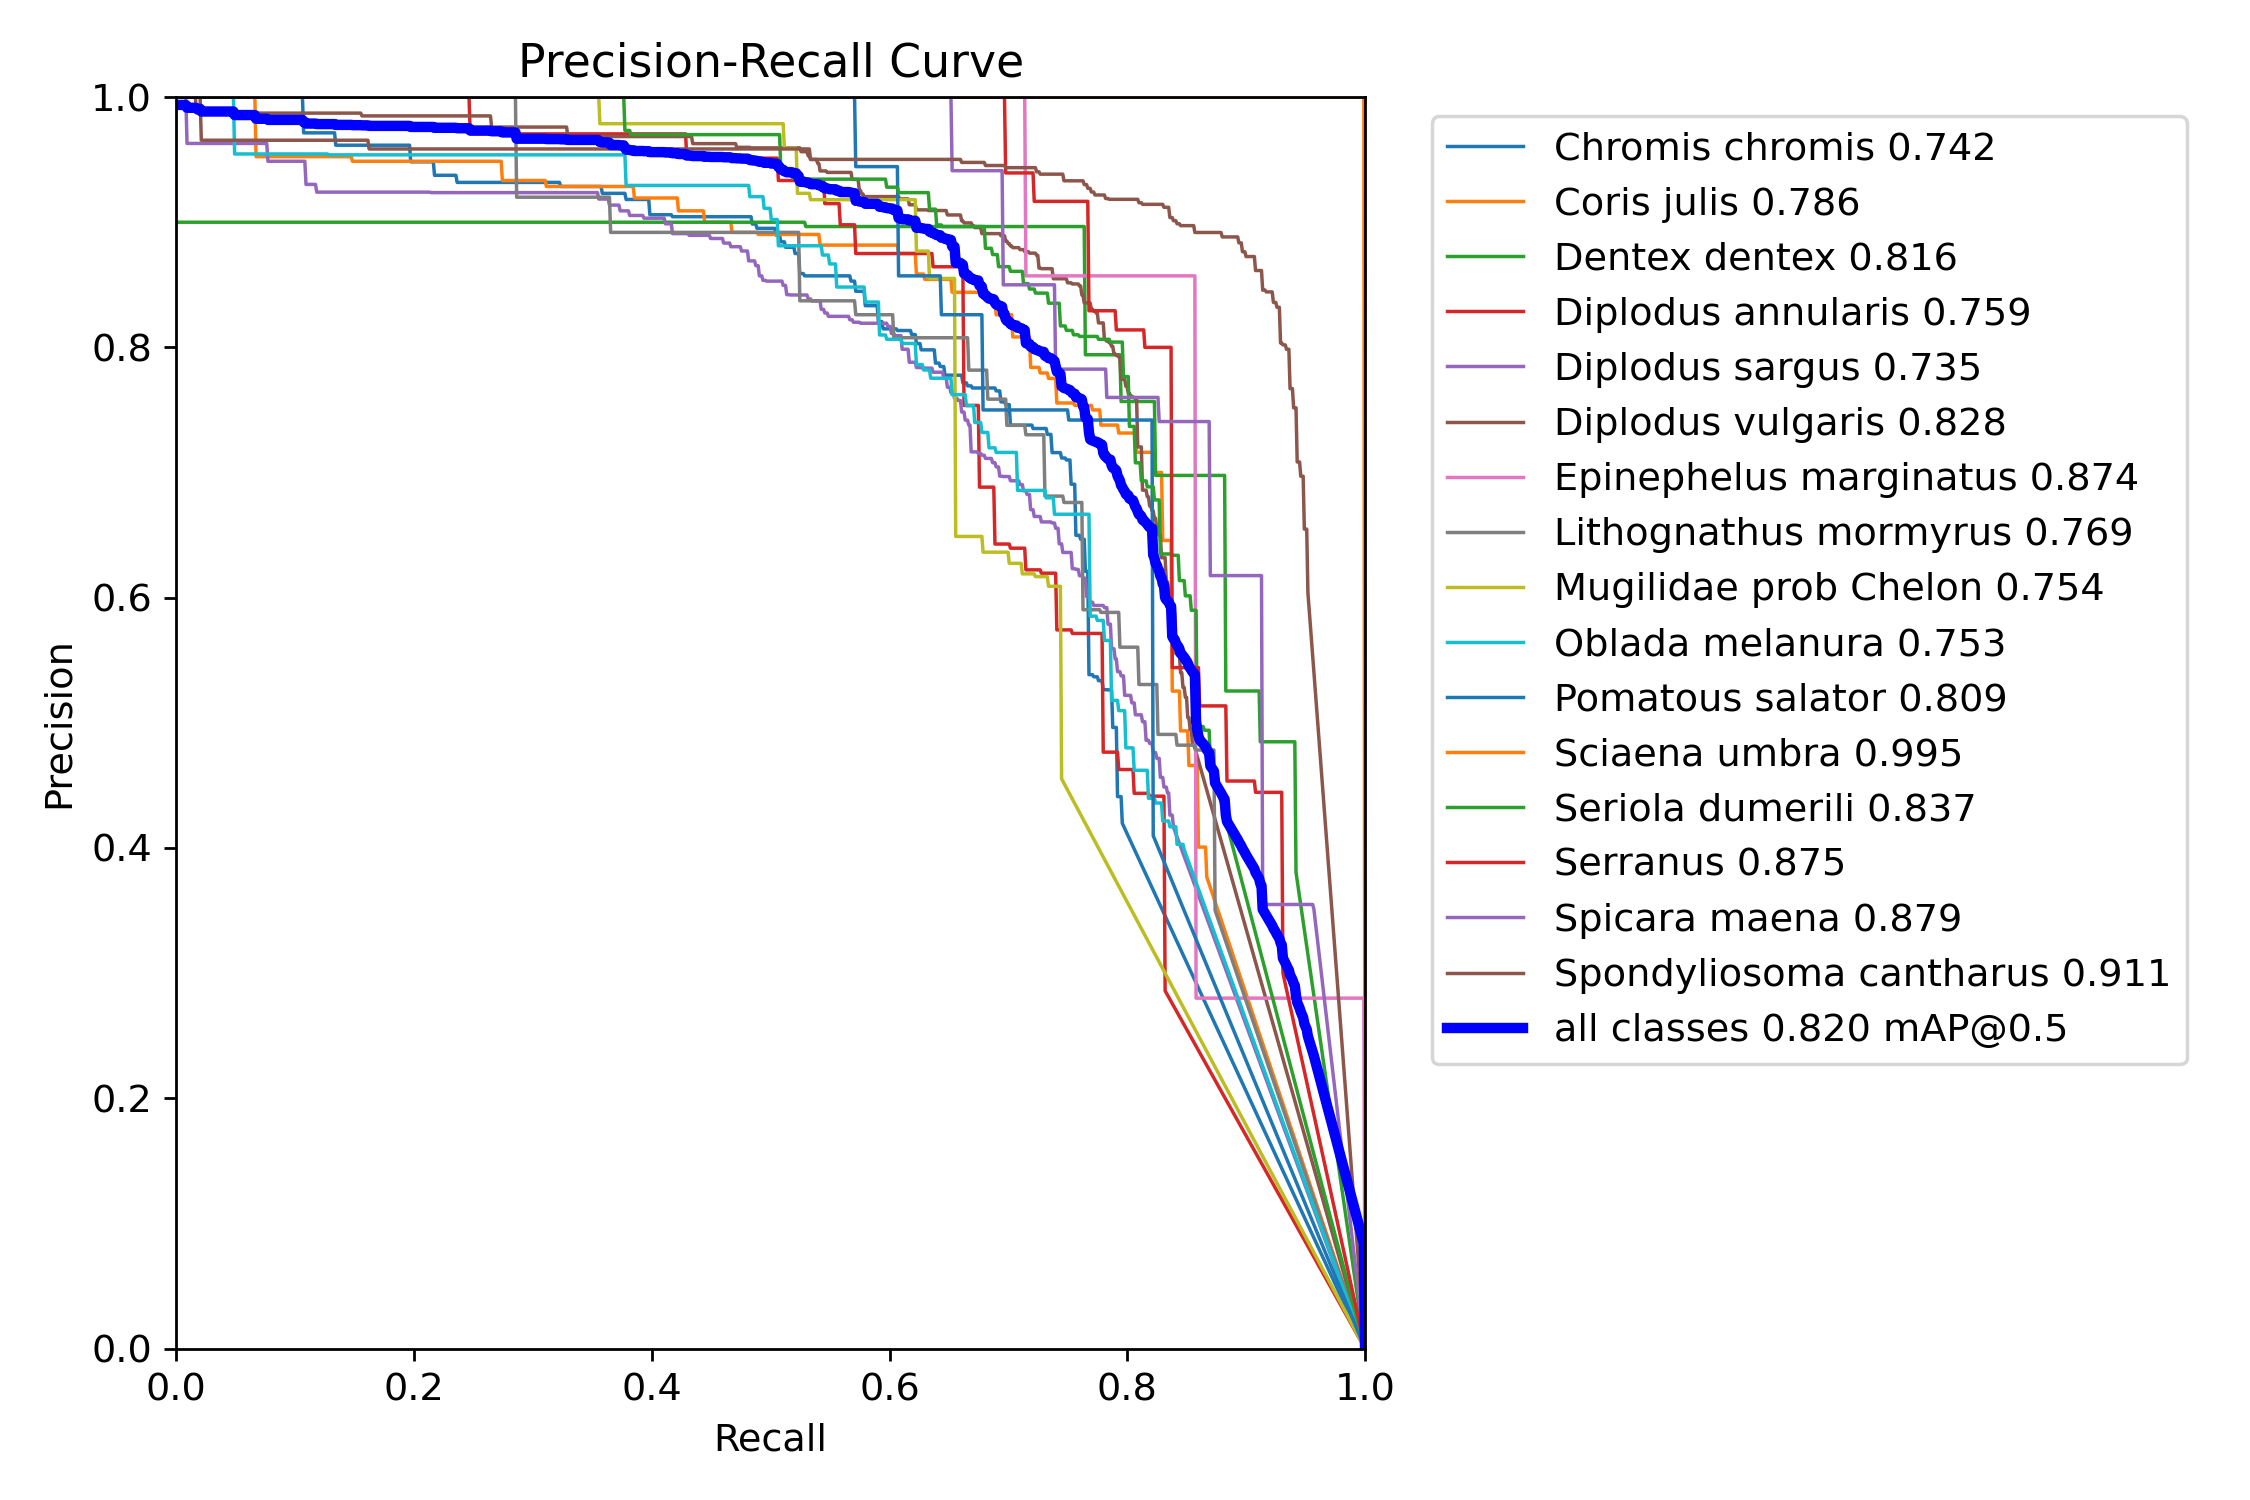 Precision-Recall Curve
1.0
0.8
0.6
0.4
0.2
0.0
Precision
0.0 0.2 0.4 0.6 0.8 1.0
Recall
Chromis chromis 0.742
Coris julis 0.786
Dentex dentex 0.816
Diplodus annularis 0.759
Diplodus sargus 0.735
Diplodus vulgaris 0.828
Epinephelus marginatus 0.874
Lithognathus mormyrus 0.769
Mugilidae prob Chelon 0.754
Oblada melanura 0.753
Pomatous salator 0.809
Sciaena umbra 0.995
Seriola dumerili 0.837
Serranus 0.875
Spicara maena 0.879
Spondyliosoma cantharus 0.911
all classes 0.820 mAP@0.5